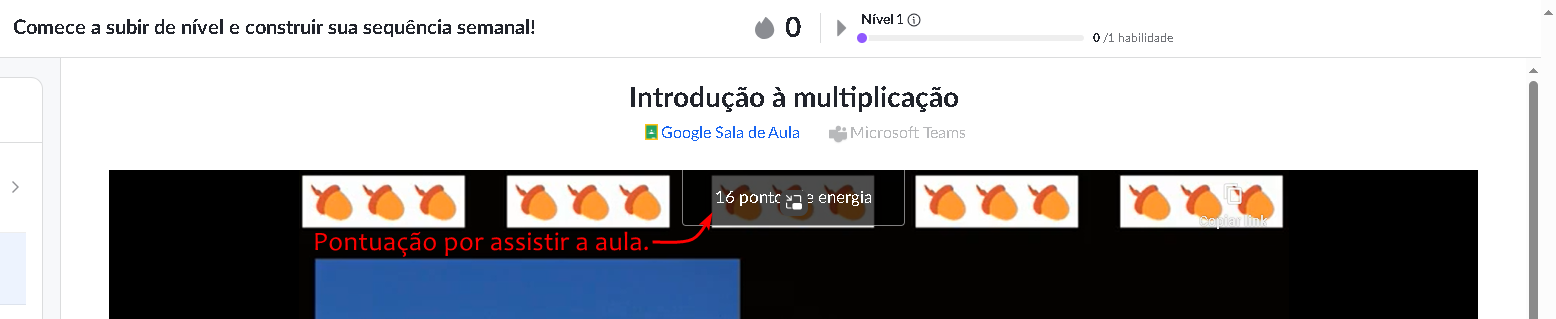 Comece a subir de nível e construir sua sequência semanal!
0
Nível 1
0 /1 habilidade
Introdução à multiplicação
Google Sala de Aula
Microsoft Teams
16 ponto e energia
Copiar link
Pontuação por assistir a aula.